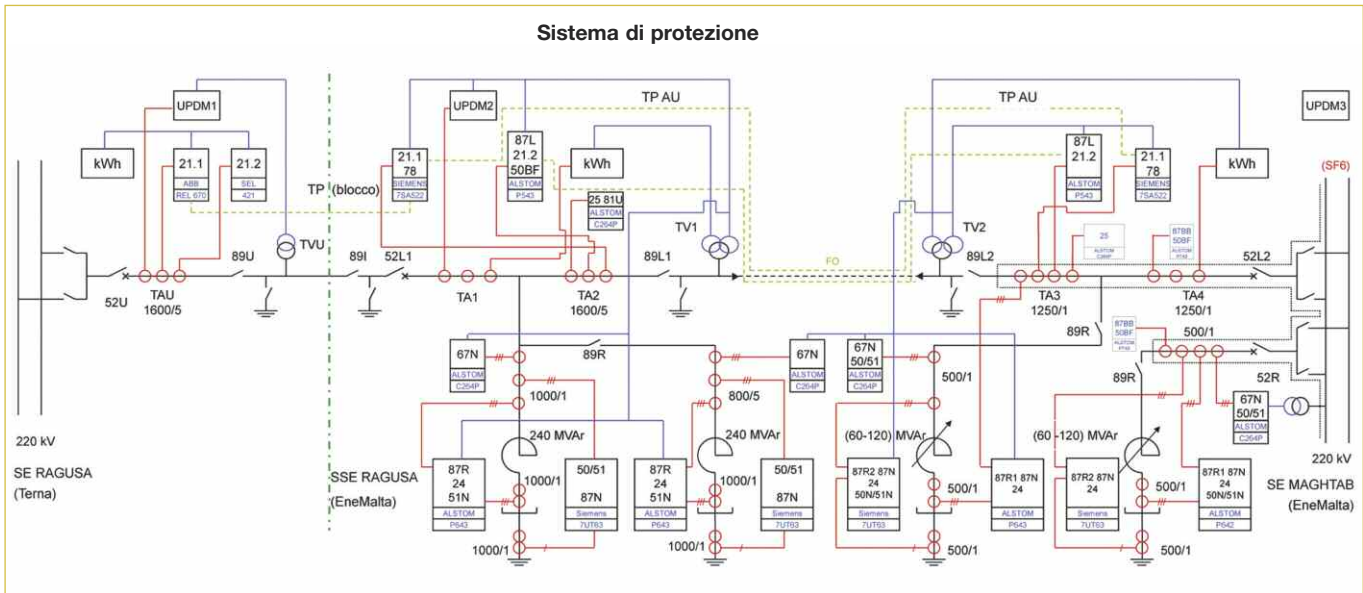 Sistema di protezione
UPDM1
kWh
21.1
ABB
REL 670
21.2
SEL
421
TVU
89U
52U
TAU
1600/5
220 kV
SE RAGUSA
(Terna)
TP (blocco)
21.1
78
SIEMENS
7SA522
UPDM2
87L
21.2
50BF
ALSTOM
P543
kWh
25 81U
ALSTOM
C264P
TP AU
TV1
89I
52L1
TA1
TA2
1600/5
89L1
FO
TP AU
TV2
89L2
87L
21.2
ALSTOM
P543
21.1
78
SIEMENS
7SA522
kWh
UPDM3
(SF6)
25
ALSTOM
C264P
87BB
50BF
ALSTOM
P743
52L2
TA3
1250/1
TA4
1250/1
89R
87BB
50BF
ALSTOM
500/1
89R
52R
67N
50/51
ALSTOM
C264P
67N
ALSTOM
C264P
89R
67N
ALSTOM
C264P
67N
50/51
ALSTOM
C264P
1000/1
800/5
500/1
240 MVAr
240 MVAr
(60-120) MVAr
(60 -120) MVAr
SSE RAGUSA
(EneMalta)
87R
24
51N
ALSTOM
P643
1000/1
1000/1
50/51
87N
Siemens
7UT63
87R
24
51N
ALSTOM
P643
1000/1
1000/1
50/51
87N
Siemens
7UT63
87R2 87N
24
50N/51N
Siemens
7UT63
500/1
500/1
87R1 87N
24
ALSTOM
P643
87R2 87N
24
Siemens
7UT63
500/1
500/1
87R1 87N
24
50N/51N
ALSTOM
P642
220 kV
SE MAGHTAB
(EneMalta)